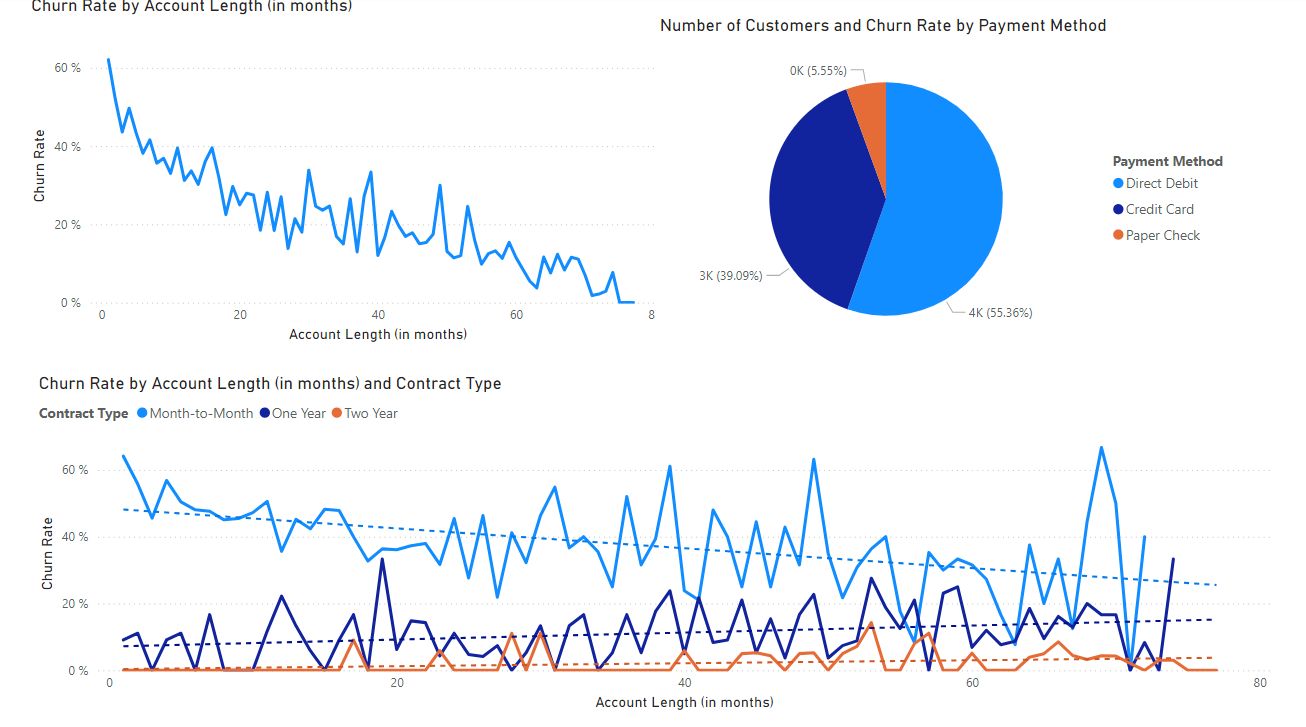 Churn Rate by Account Length (in months)
60 %
40 %
20 %
0 %
Churn Rate
0 20 40 60 8
Account Length (in months)
Number of Customers and Churn Rate by Payment Method
0K (5.55%)
3K (39.09%)
4K (55.36%)
Payment Method
Direct Debit
Credit Card
Paper Check
Churn Rate by Account Length (in months) and Contract Type
Contract Type Month-to-Month One Year Two Year
60 %
40 %
20 %
0 %
Churn Rate
0 20 40 60 80
Account Length (in months)